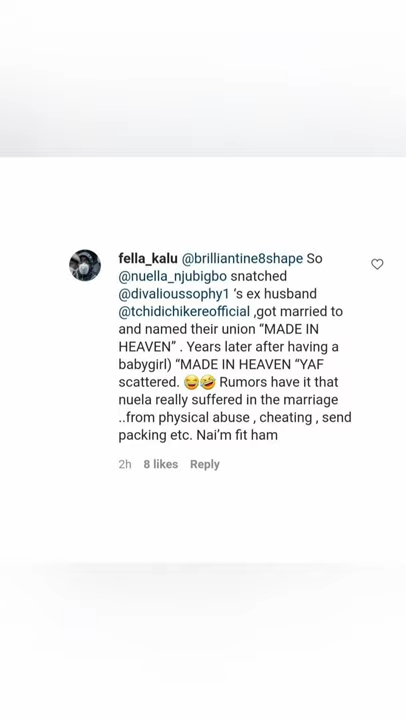 fella_kalu @brilliantine8shape So
@nuella_njubigbo snatched
@divalioussophy1 's ex husband
@tchidichikereofficial ,got married to
and named their union “MADE IN
HEAVEN” . Years later after having a
babygirl) “MADE IN HEAVEN “YAF
scattered. 😂🤣 Rumors have it that
nuela really suffered in the marriage
..from physical abuse , cheating , send
packing etc. Nai’m fit ham
2h 8 likes Reply